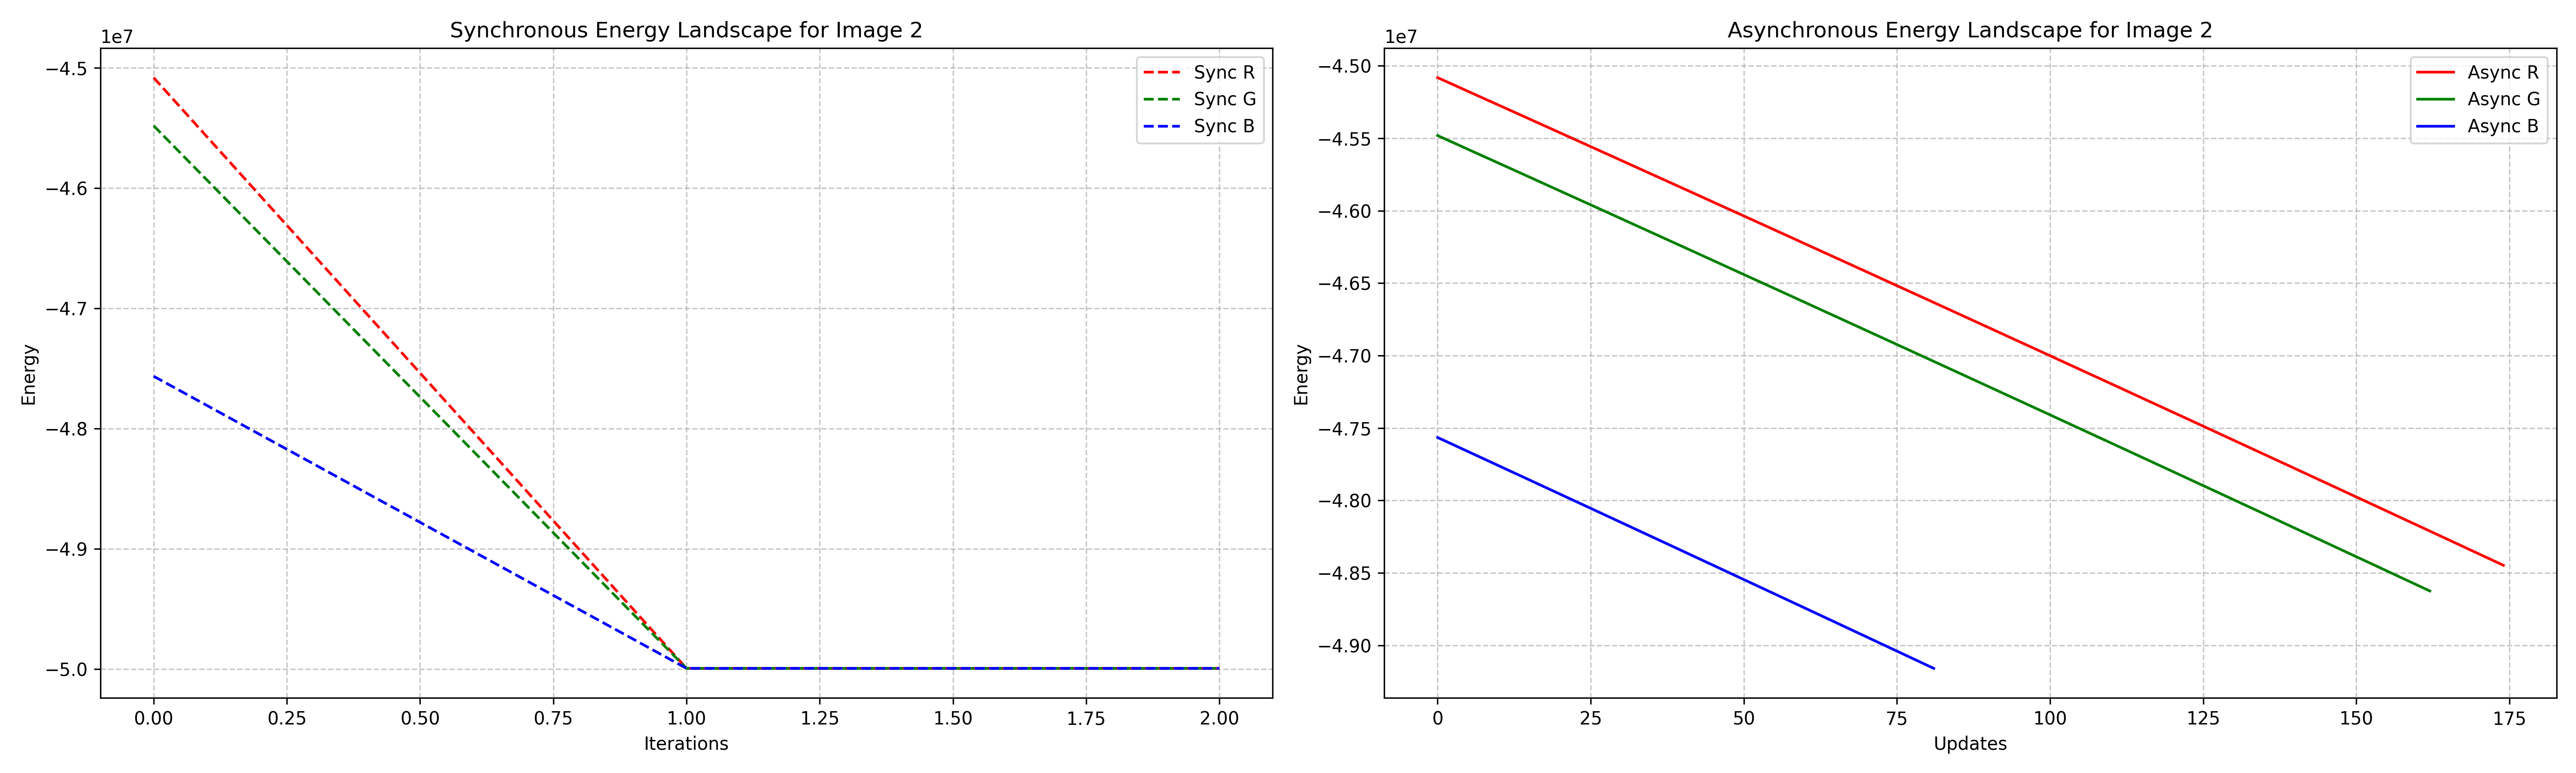 Synchronous Energy Landscape for Image 2
1e7
−4.5
−4.6
−4.7
−4.8
−4.9
−5.0
Energy
0.00 0.25 0.50 0.75 1.00 1.25 1.50 1.75 2.00
Iterations
Sync R
Sync G
Sync B
Asynchronous Energy Landscape for Image 2
1e7
−4.50
−4.55
−4.60
−4.65
−4.70
−4.75
−4.80
−4.85
−4.90
Energy
0 25 50 75 100 125 150 175
Updates
Async R
Async G
Async B